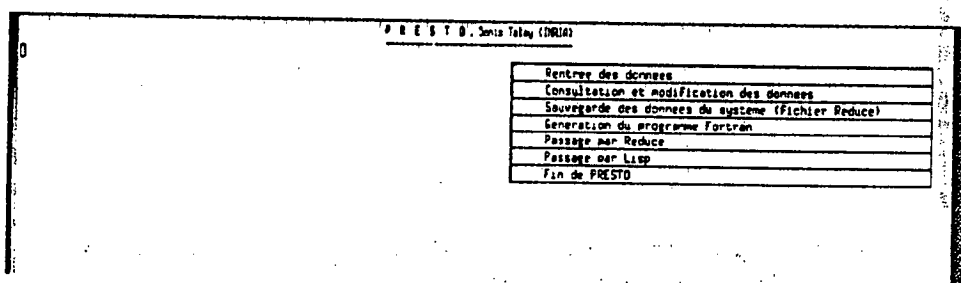 P R E S T O, Denis Talay (INRIA)
Rentree des donnees
Consultation et modification des donnees
Sauvegarde des donnees du systeme (Fichier Reduce)
Generation du programme Fortran
Passage par Reduce
Passage par Lisp
Fin de PRESTO